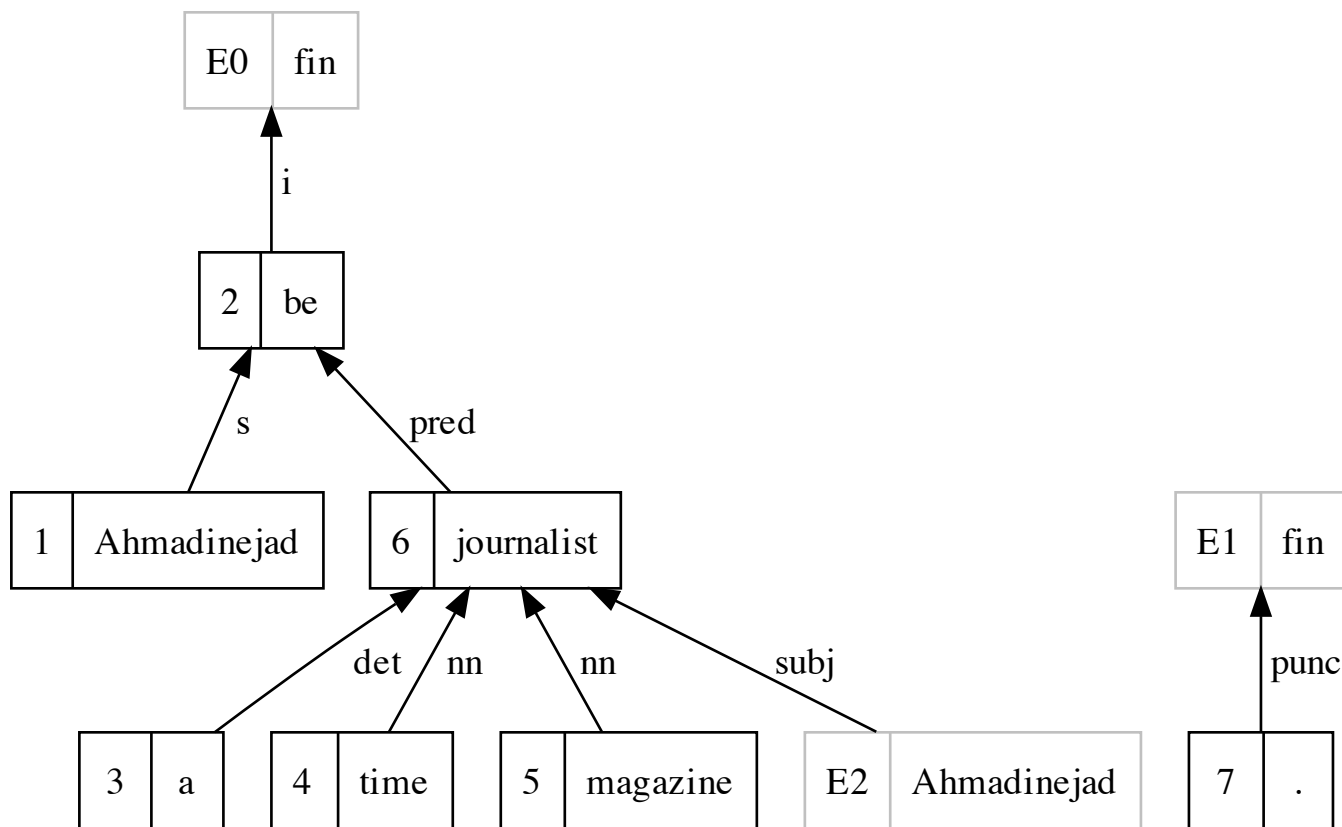 E0 fin
i
2 be
s pred
1 Ahmadinejad 6 journalist E1 fin
det nn nn subj punc
3 a 4 time 5 magazine E2 Ahmadinejad 7 .